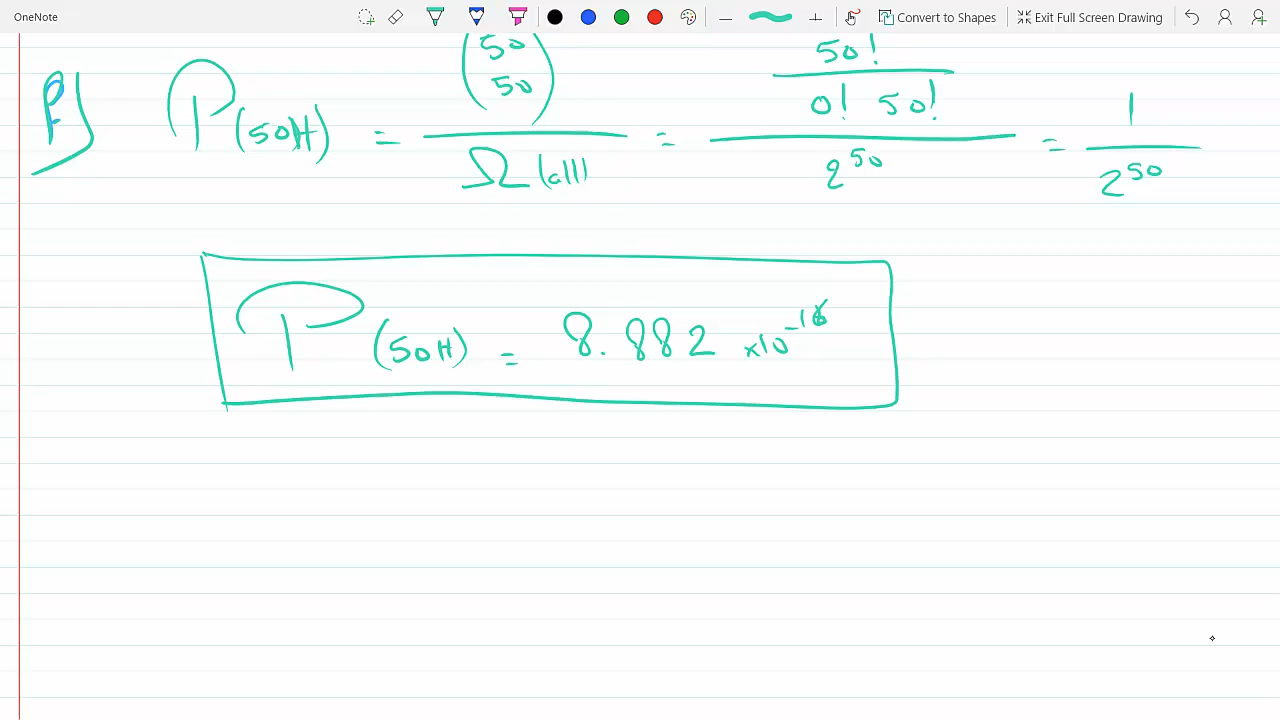 OneNote
Convert to Shapes
Exit Full Screen Drawing
F) P(50H) = (50 50) / Ω(all) = (50! / 0! 50!) / 2^50 = 1 / 2^50
P(50H) = 8.882 x10^-16